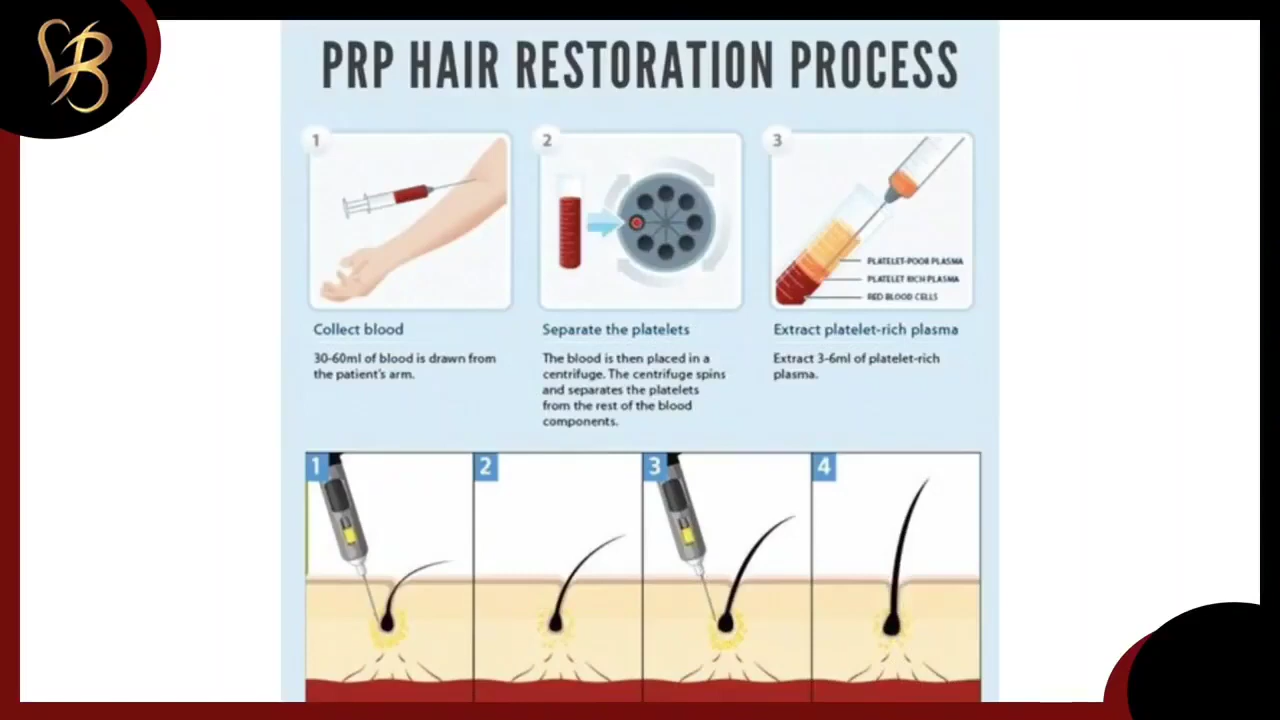 B
PRP HAIR RESTORATION PROCESS
1
2
3
PLATELET-POOR PLASMA
PLATELET RICH PLASMA
RED BLOOD CELLS
Collect blood
30-60ml of blood is drawn from
the patient's arm.
Separate the platelets
The blood is then placed in a
centrifuge. The centrifuge spins
and separates the platelets
from the rest of the blood
components.
Extract platelet-rich plasma
Extract 3-6ml of platelet-rich
plasma.
1
2
3
4